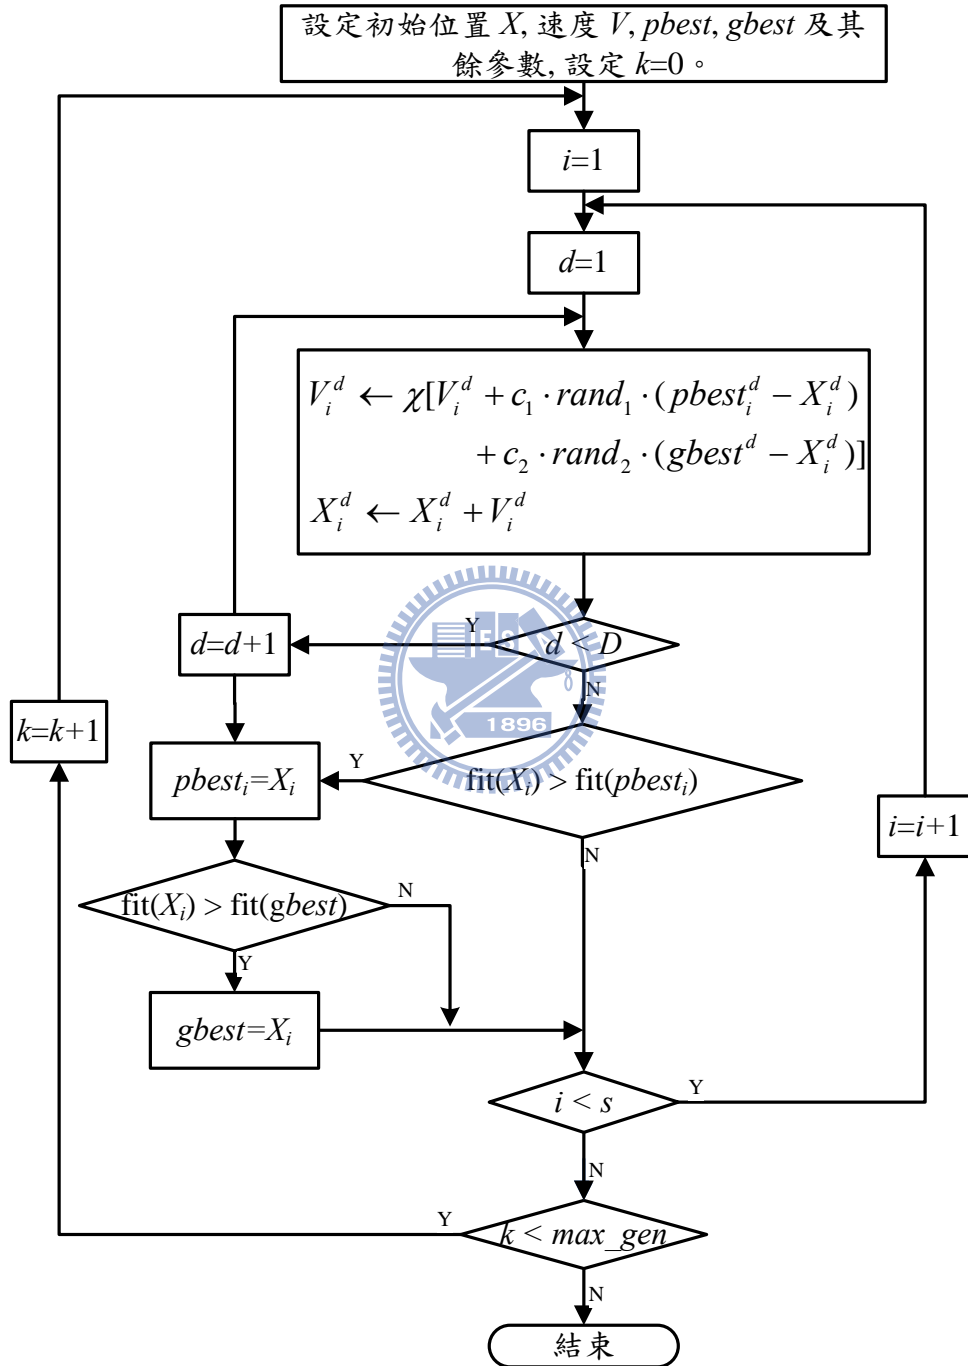 設定初始位置 X, 速度 V, pbest, gbest 及其
餘參數, 設定 k=0。
i=1
d=1
V_i^d ← χ[V_i^d + c_1 · rand_1 · (pbest_i^d − X_i^d)
+ c_2 · rand_2 · (gbest^d − X_i^d)]
X_i^d ← X_i^d + V_i^d
d=d+1
Y
d < D
N
ES
1896
k=k+1
pbest_i=X_i
Y
fit(X_i) > fit(pbest_i)
N
i=i+1
fit(X_i) > fit(gbest)
N
Y
gbest=X_i
i < s
Y
N
Y
k < max_gen
N
結束